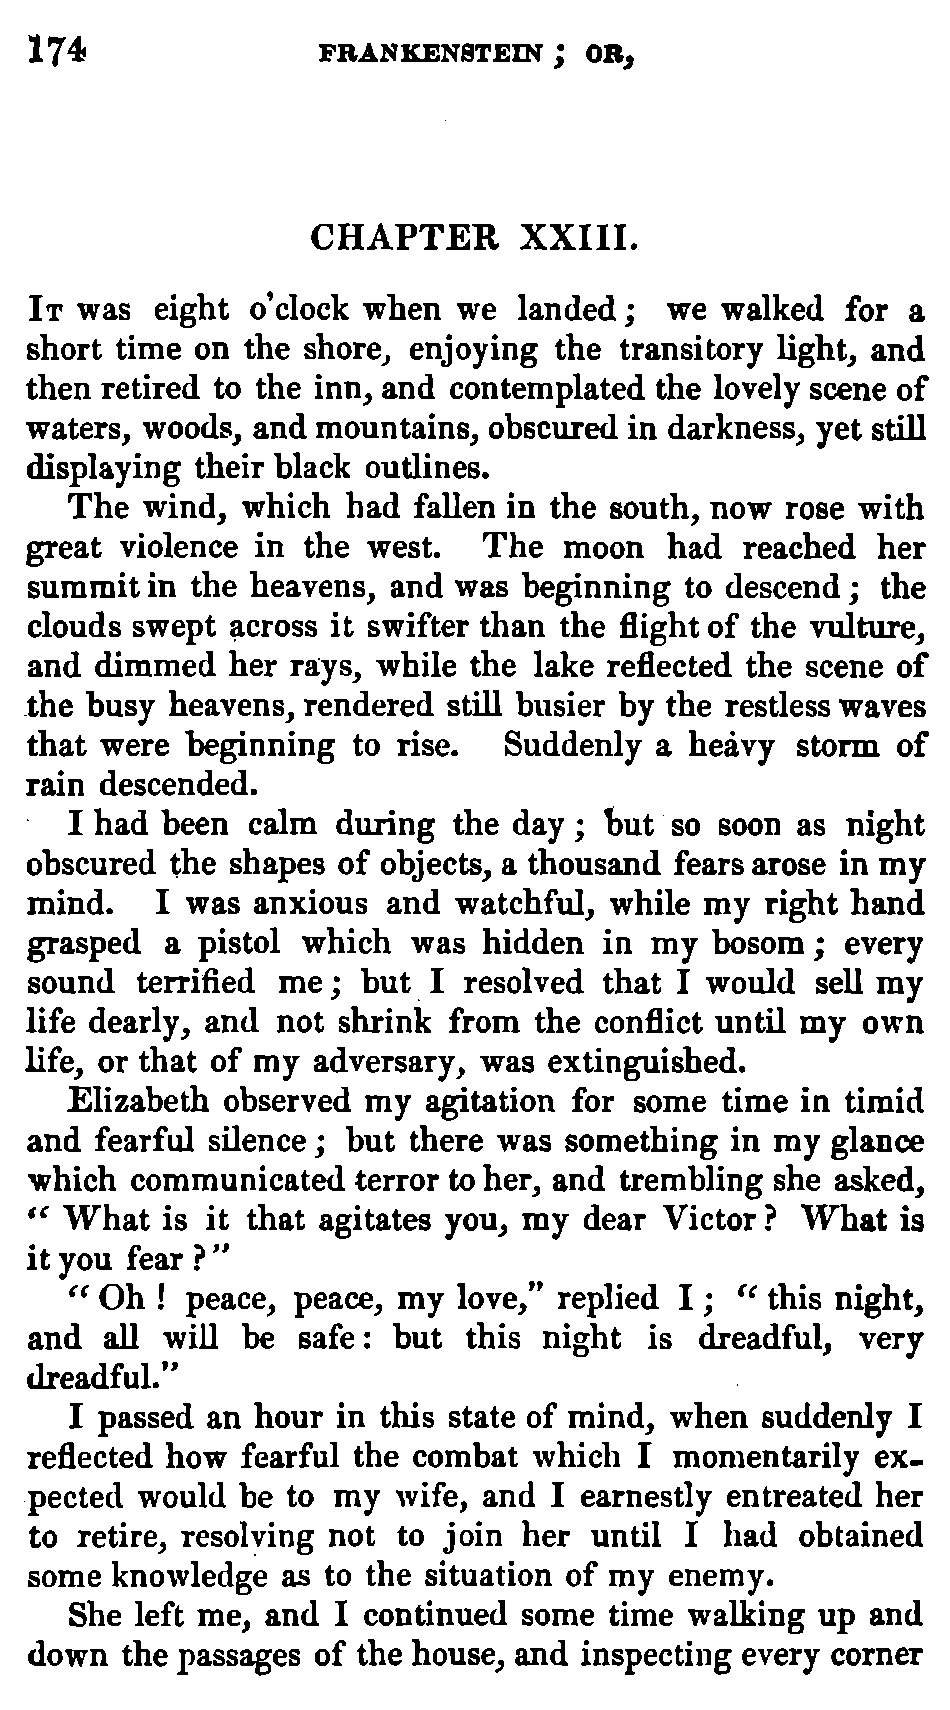 174 FRANKENSTEIN ; OR,
CHAPTER XXIII.
IT was eight o'clock when we landed ; we walked for a
short time on the shore, enjoying the transitory light, and
then retired to the inn, and contemplated the lovely scene of
waters, woods, and mountains, obscured in darkness, yet still
displaying their black outlines.
The wind, which had fallen in the south, now rose with
great violence in the west. The moon had reached her
summit in the heavens, and was beginning to descend ; the
clouds swept across it swifter than the flight of the vulture,
and dimmed her rays, while the lake reflected the scene of
the busy heavens, rendered still busier by the restless waves
that were beginning to rise. Suddenly a heavy storm of
rain descended.
I had been calm during the day ; but so soon as night
obscured the shapes of objects, a thousand fears arose in my
mind. I was anxious and watchful, while my right hand
grasped a pistol which was hidden in my bosom ; every
sound terrified me ; but I resolved that I would sell my
life dearly, and not shrink from the conflict until my own
life, or that of my adversary, was extinguished.
Elizabeth observed my agitation for some time in timid
and fearful silence ; but there was something in my glance
which communicated terror to her, and trembling she asked,
“ What is it that agitates you, my dear Victor ? What is
it you fear ?”
“ Oh ! peace, peace, my love,” replied I ; “ this night,
and all will be safe : but this night is dreadful, very
dreadful.”
I passed an hour in this state of mind, when suddenly I
reflected how fearful the combat which I momentarily ex-
pected would be to my wife, and I earnestly entreated her
to retire, resolving not to join her until I had obtained
some knowledge as to the situation of my enemy.
She left me, and I continued some time walking up and
down the passages of the house, and inspecting every corner